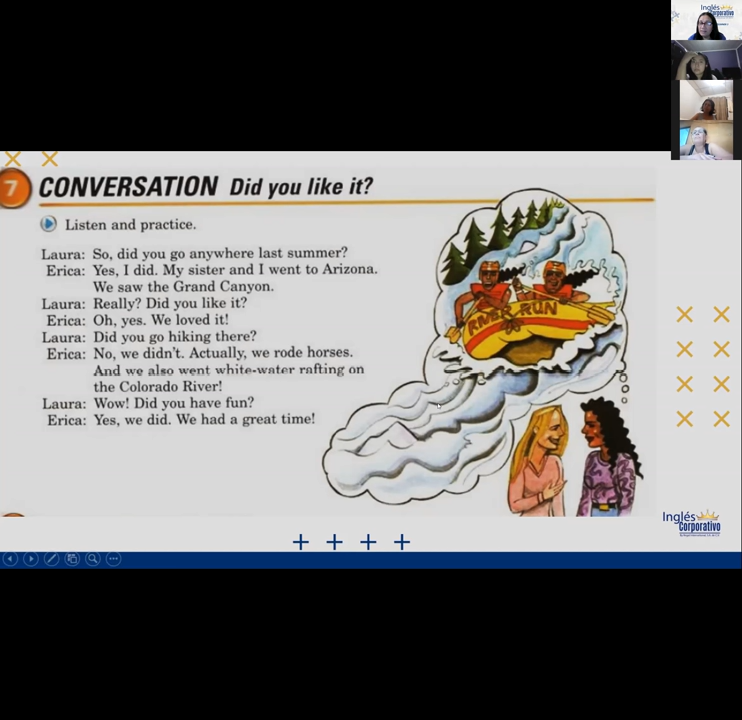 Inglés
Corporativo
7 CONVERSATION Did you like it?
Listen and practice.
Laura: So, did you go anywhere last summer?
Erica: Yes, I did. My sister and I went to Arizona.
We saw the Grand Canyon.
Laura: Really? Did you like it?
Erica: Oh, yes. We loved it!
Laura: Did you go hiking there?
Erica: No, we didn't. Actually, we rode horses.
And we also went white-water rafting on
the Colorado River!
Laura: Wow! Did you have fun?
Erica: Yes, we did. We had a great time!
RIVER RUN
Inglés
Corporativo